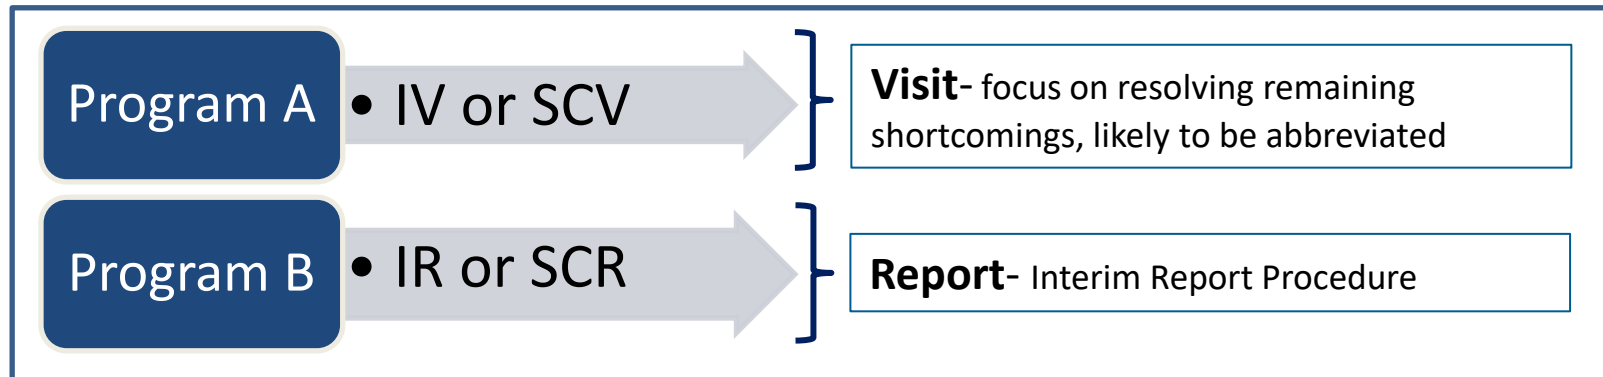 Program A
• IV or SCV
Visit- focus on resolving remaining
shortcomings, likely to be abbreviated
Program B
• IR or SCR
Report- Interim Report Procedure